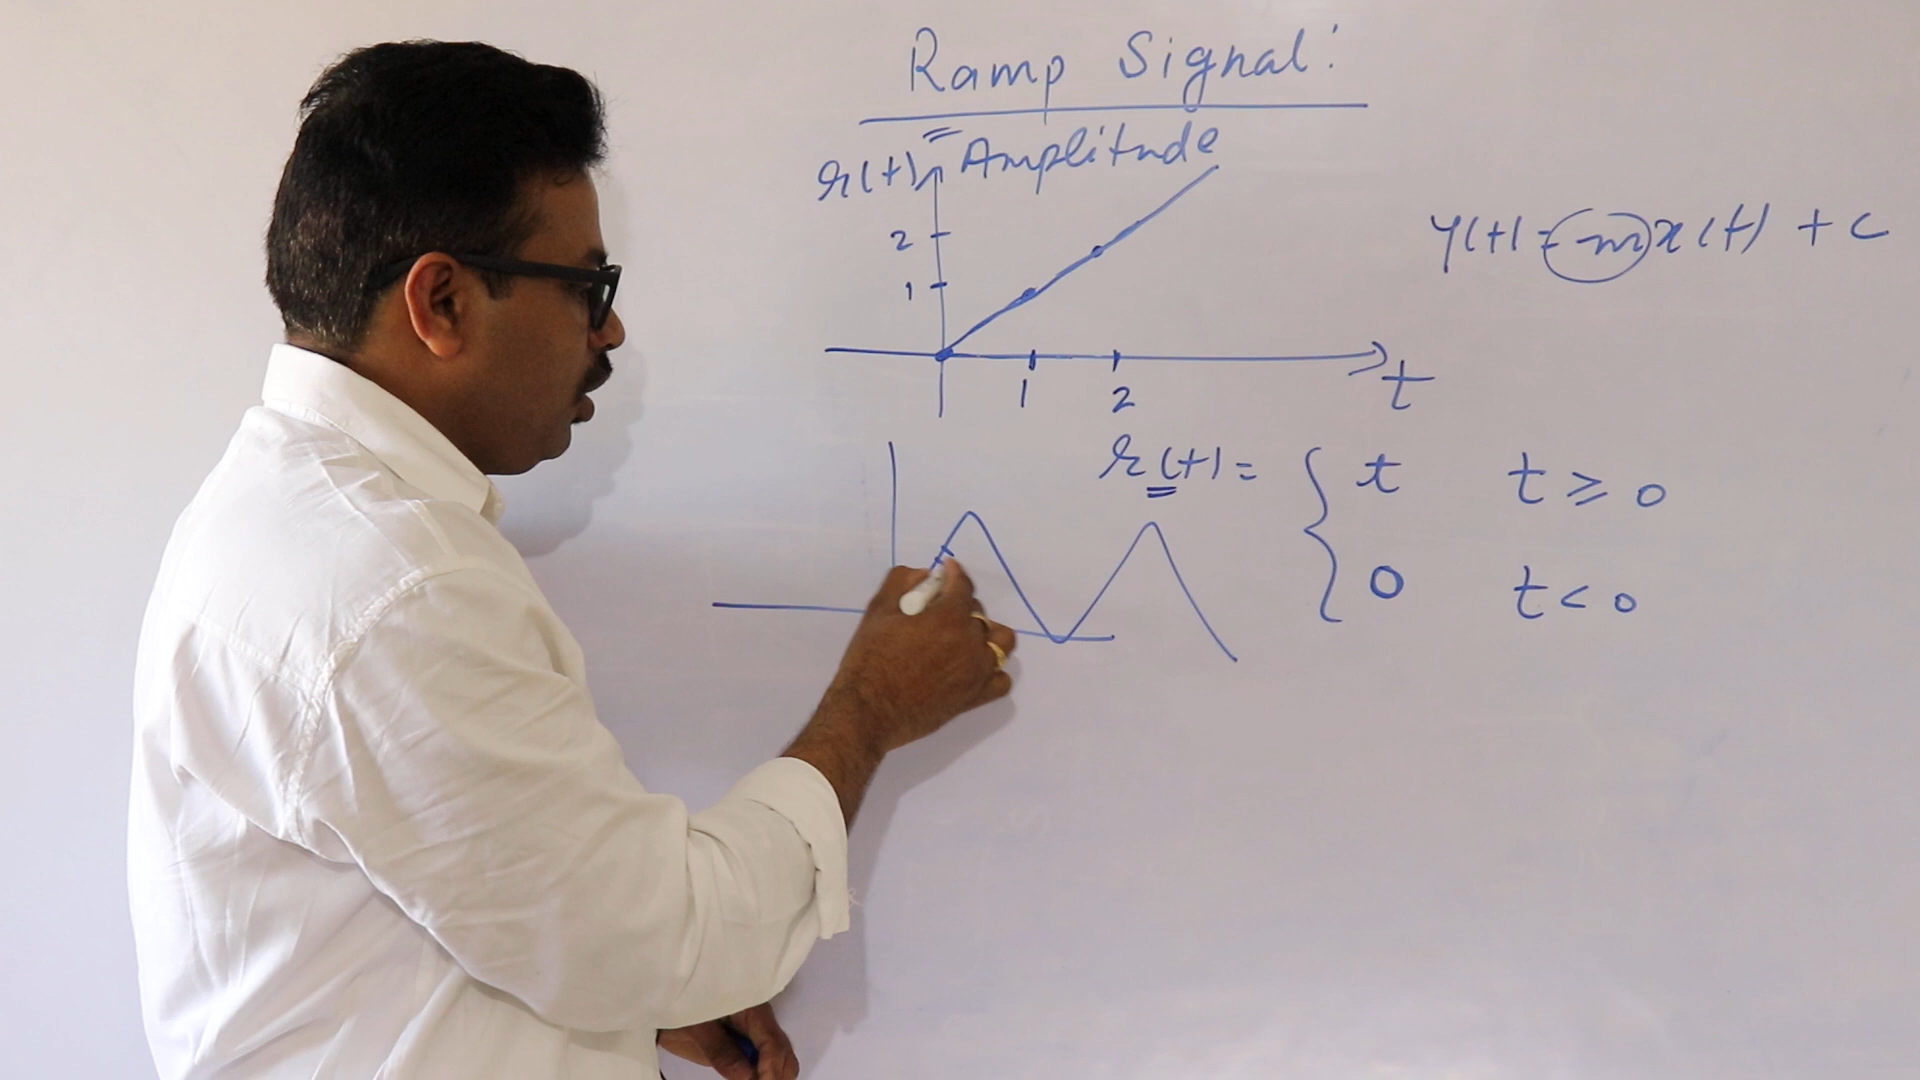 Ramp Signal:
r(t) Amplitude
y(t) = m x(t) + c
2
1
1 2 t
r(t) = { t t ≥ 0
0 t < 0